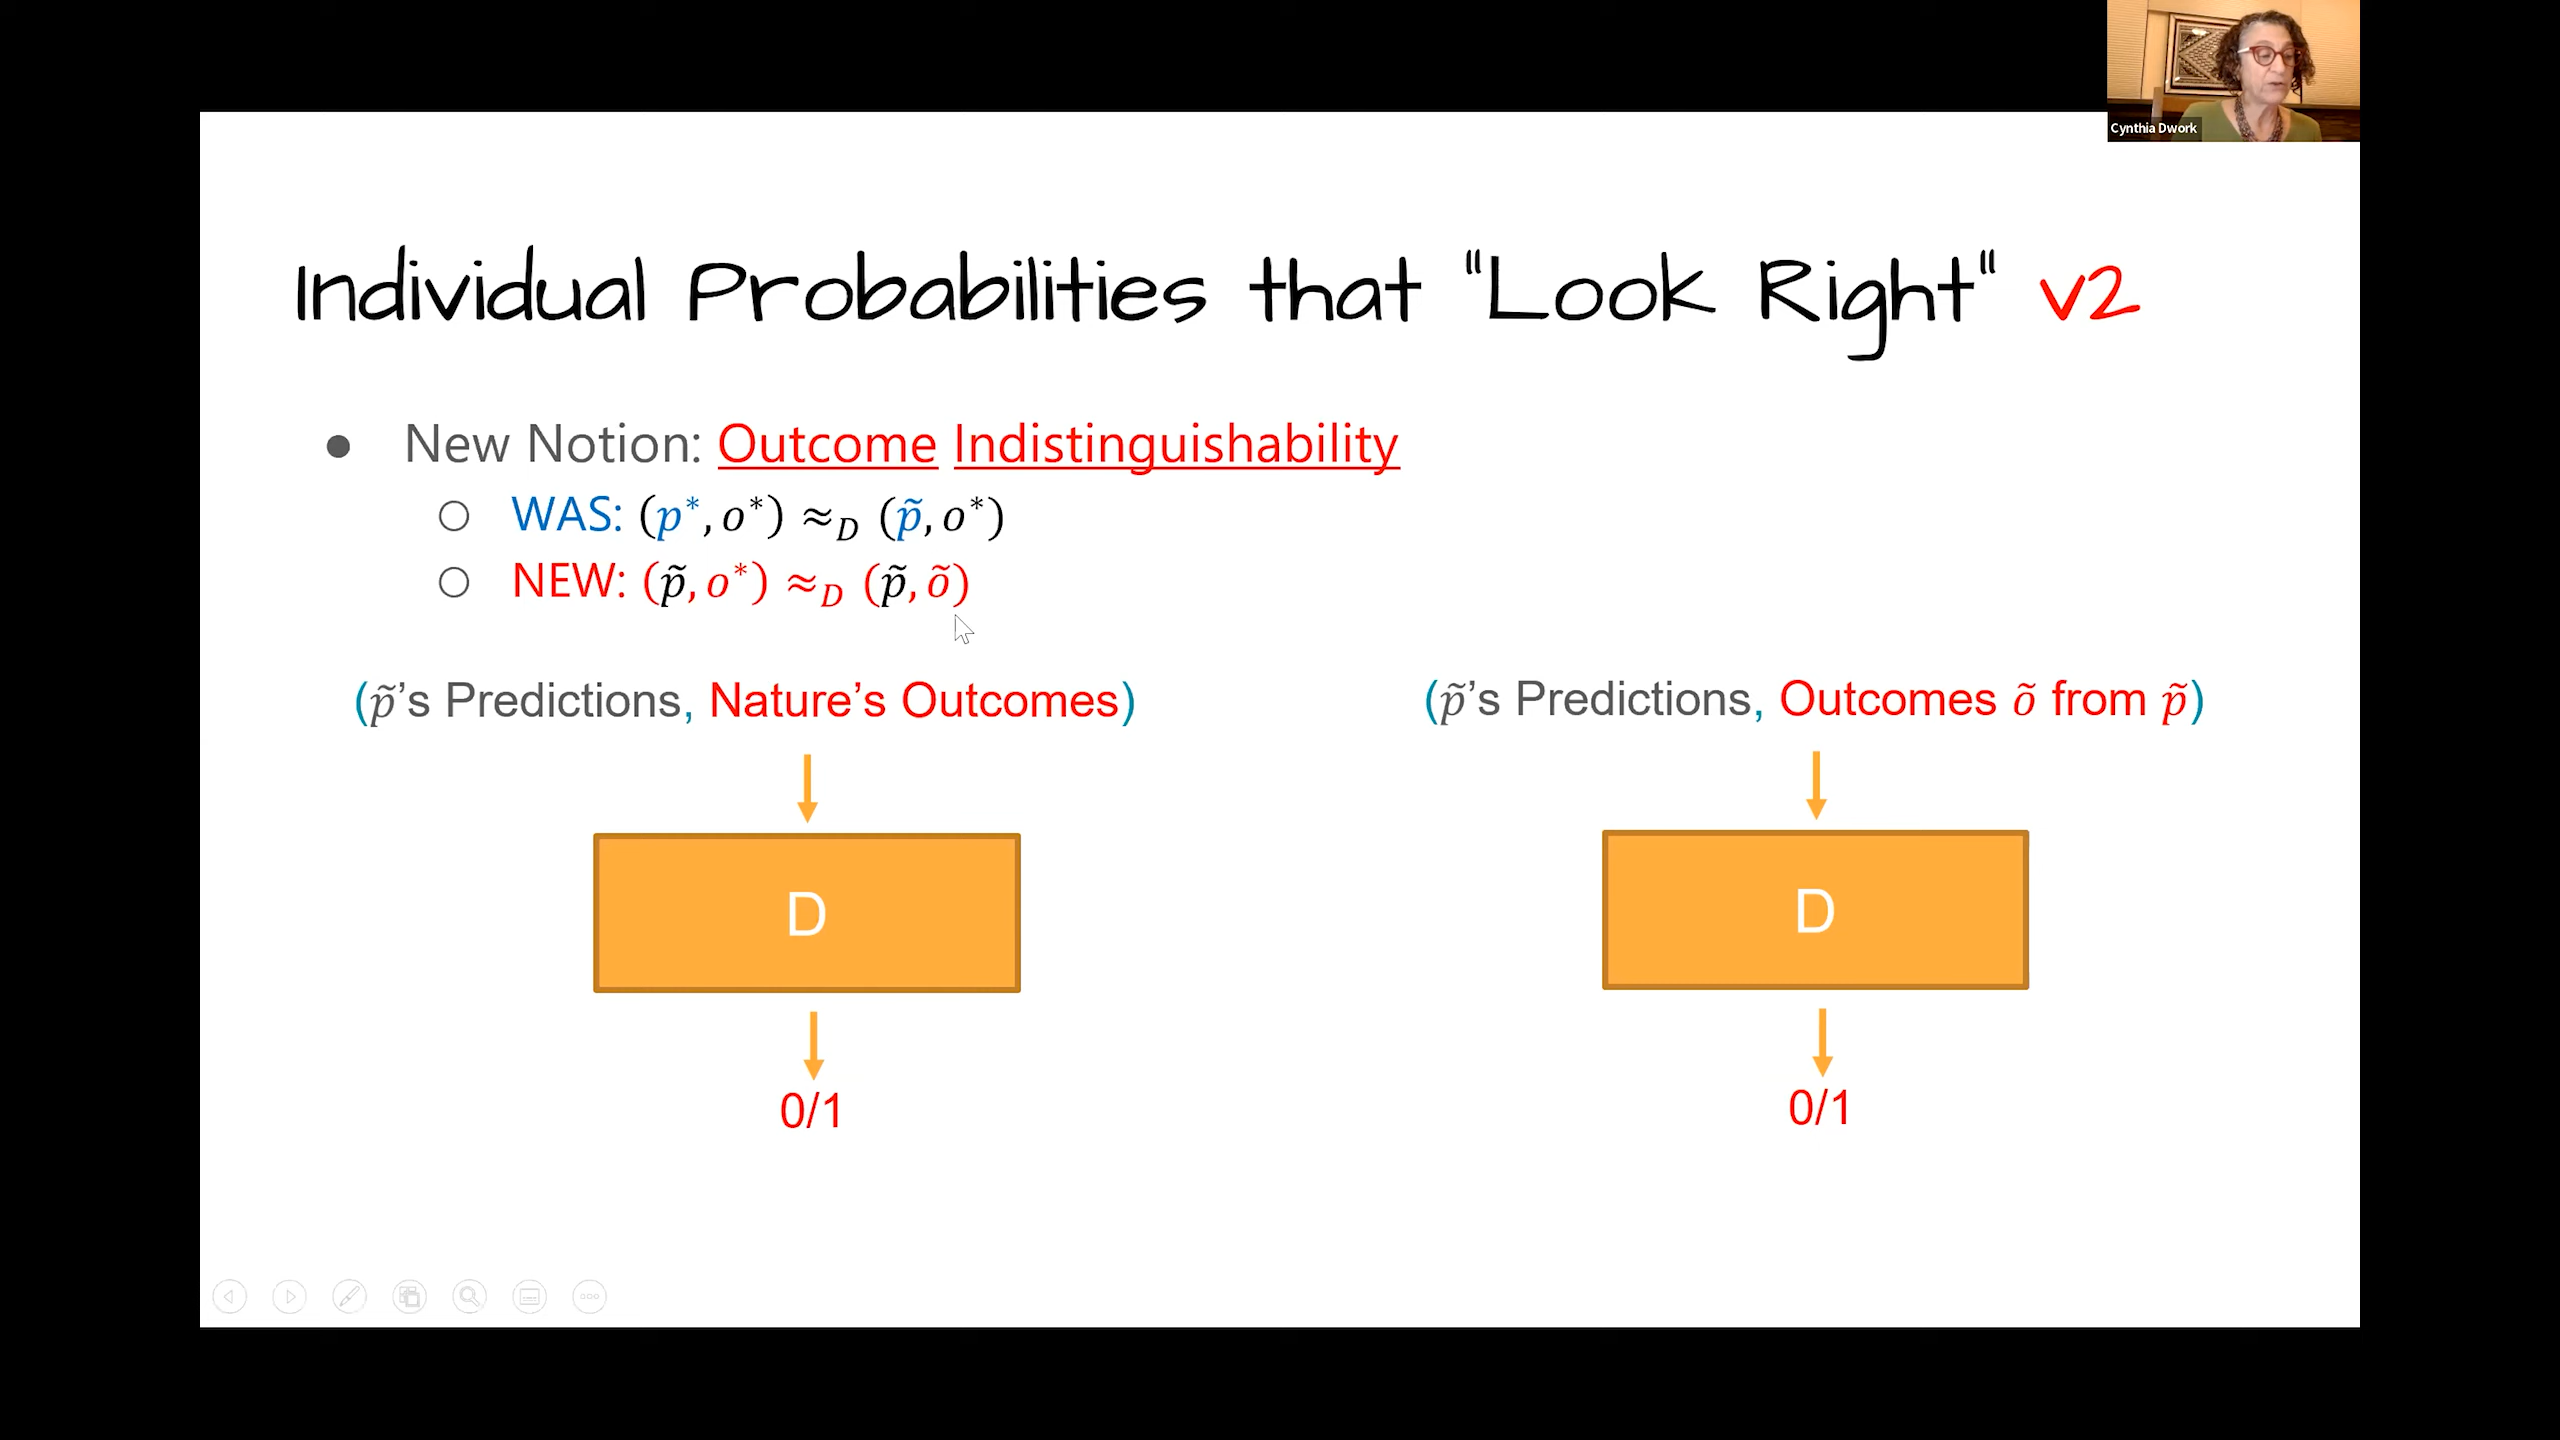 Cynthia Dwork
Individual Probabilities that "Look Right" v2
● New Notion: Outcome Indistinguishability
○ WAS: (p*, o*) ≈_D (p̃, o*)
○ NEW: (p̃, o*) ≈_D (p̃, õ)
(p̃'s Predictions, Nature's Outcomes)
(p̃'s Predictions, Outcomes õ from p̃)
D
D
0/1
0/1